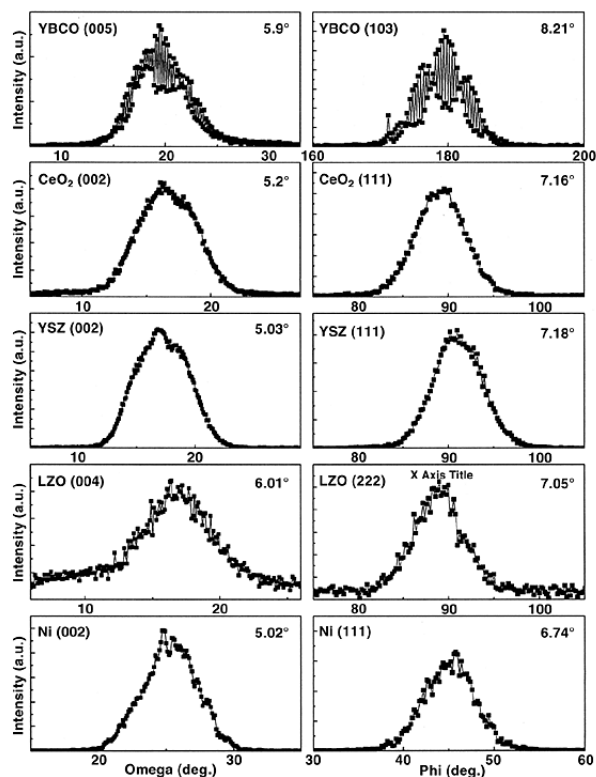 YBCO (005) 5.9° YBCO (103) 8.21°
Intensity (a.u.)
10 20 30 160 170 180 190 200
CeO₂ (002) 5.2° CeO₂ (111) 7.16°
Intensity (a.u.)
10 20 80 90 100
YSZ (002) 5.03° YSZ (111) 7.18°
Intensity (a.u.)
10 20 80 90 100
LZO (004) 6.01° LZO (222) X Axis Title 7.05°
Intensity (a.u.)
10 20 80 90 100
Ni (002) 5.02° Ni (111) 6.74°
Intensity (a.u.)
20 30 30 40 50 60
Omega (deg.) Phi (deg.)